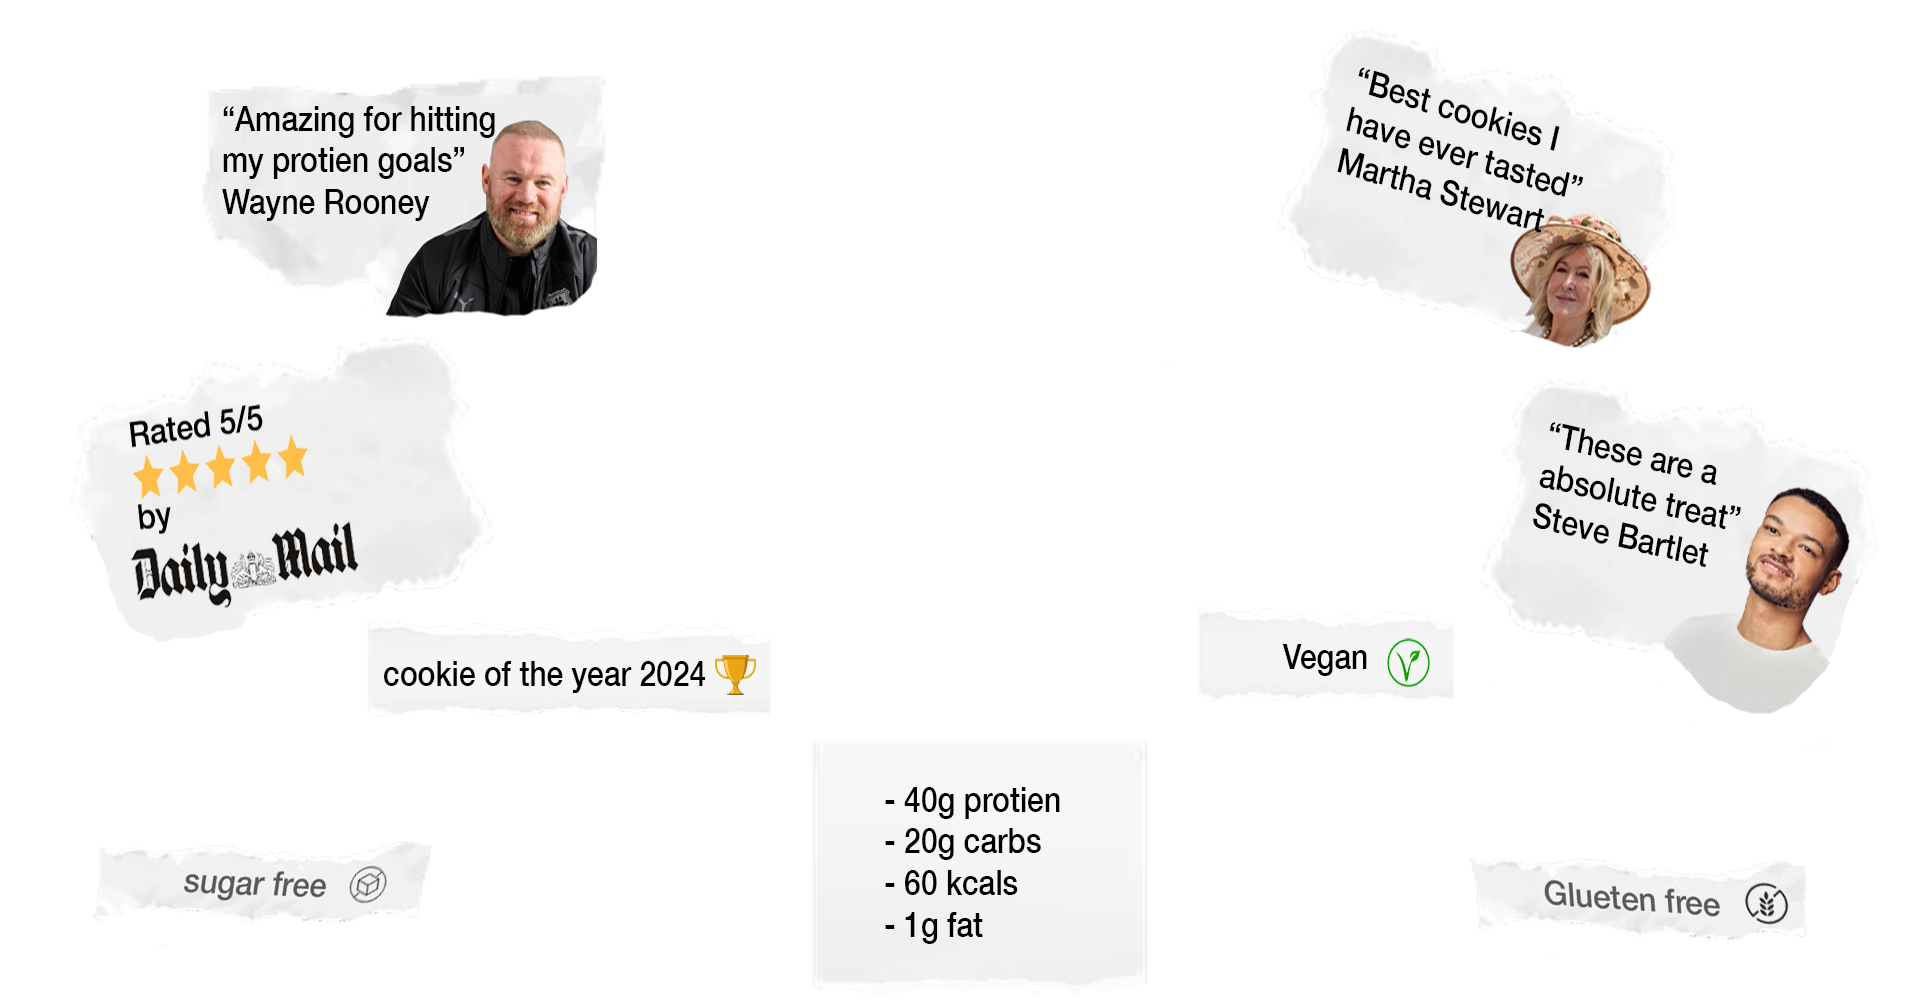 “Amazing for hitting
my protien goals”
Wayne Rooney
“Best cookies I
have ever tasted”
Martha Stewart
Rated 5/5
by
Daily Mail
“These are a
absolute treat”
Steve Bartlet
cookie of the year 2024
Vegan
- 40g protien
- 20g carbs
- 60 kcals
- 1g fat
sugar free
Glueten free